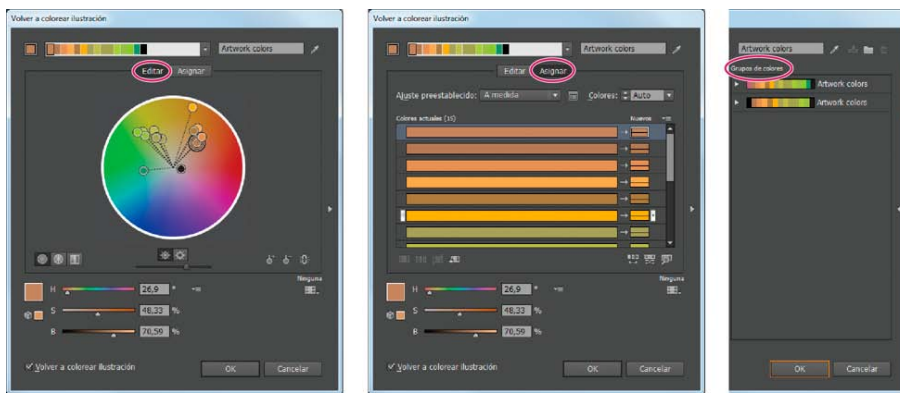 Volver a colorear ilustración
Artwork colors
Editar
Asignar
H
26,9
°
S
48,33
%
B
70,59
%
Ninguna
Volver a colorear ilustración
OK
Cancelar
Volver a colorear ilustración
Artwork colors
Editar
Asignar
Ajuste preestablecido:
A medida
Colores:
Auto
Colores actuales (15)
Nuevos
H
26,9
°
S
48,33
%
B
70,59
%
Ninguna
Volver a colorear ilustración
OK
Cancelar
Artwork colors
Grupos de colores
Artwork colors
Artwork colors
OK
Cancelar